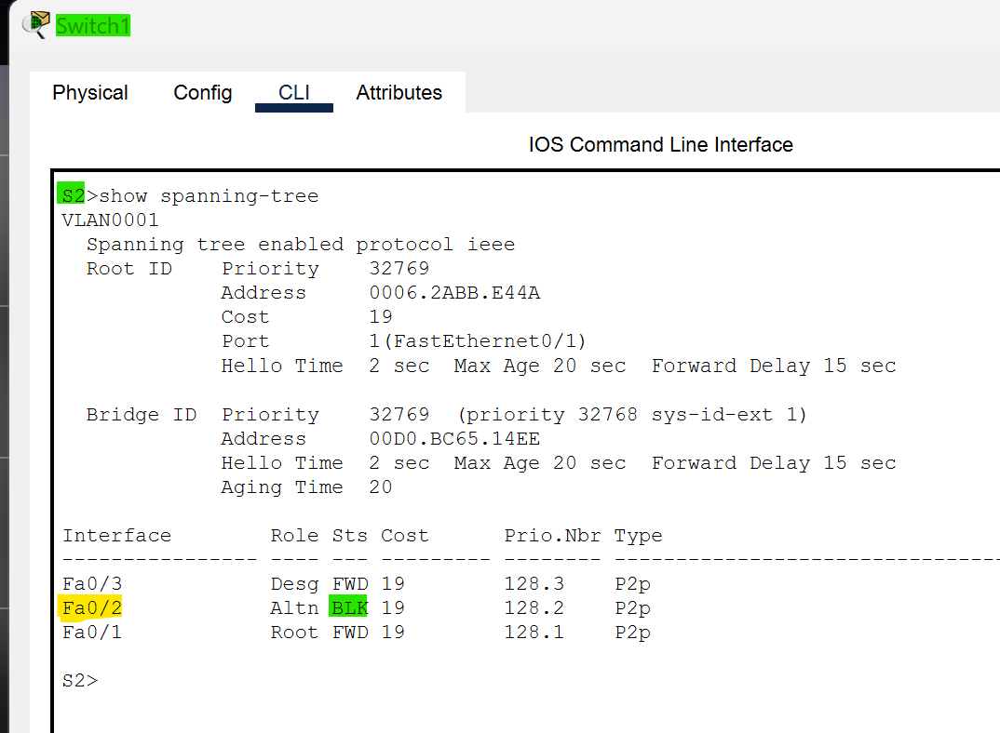 Switch1
Physical Config CLI Attributes
IOS Command Line Interface
S2>show spanning-tree
VLAN0001
  Spanning tree enabled protocol ieee
  Root ID    Priority    32769
             Address     0006.2ABB.E44A
             Cost        19
             Port        1(FastEthernet0/1)
             Hello Time  2 sec  Max Age 20 sec  Forward Delay 15 sec

  Bridge ID  Priority    32769  (priority 32768 sys-id-ext 1)
             Address     00D0.BC65.14EE
             Hello Time  2 sec  Max Age 20 sec  Forward Delay 15 sec
             Aging Time  20

Interface        Role Sts Cost      Prio.Nbr Type
---------------- ---- --- --------- -------- --------------------------------
Fa0/3            Desg FWD 19        128.3    P2p
Fa0/2            Altn BLK 19        128.2    P2p
Fa0/1            Root FWD 19        128.1    P2p

S2>